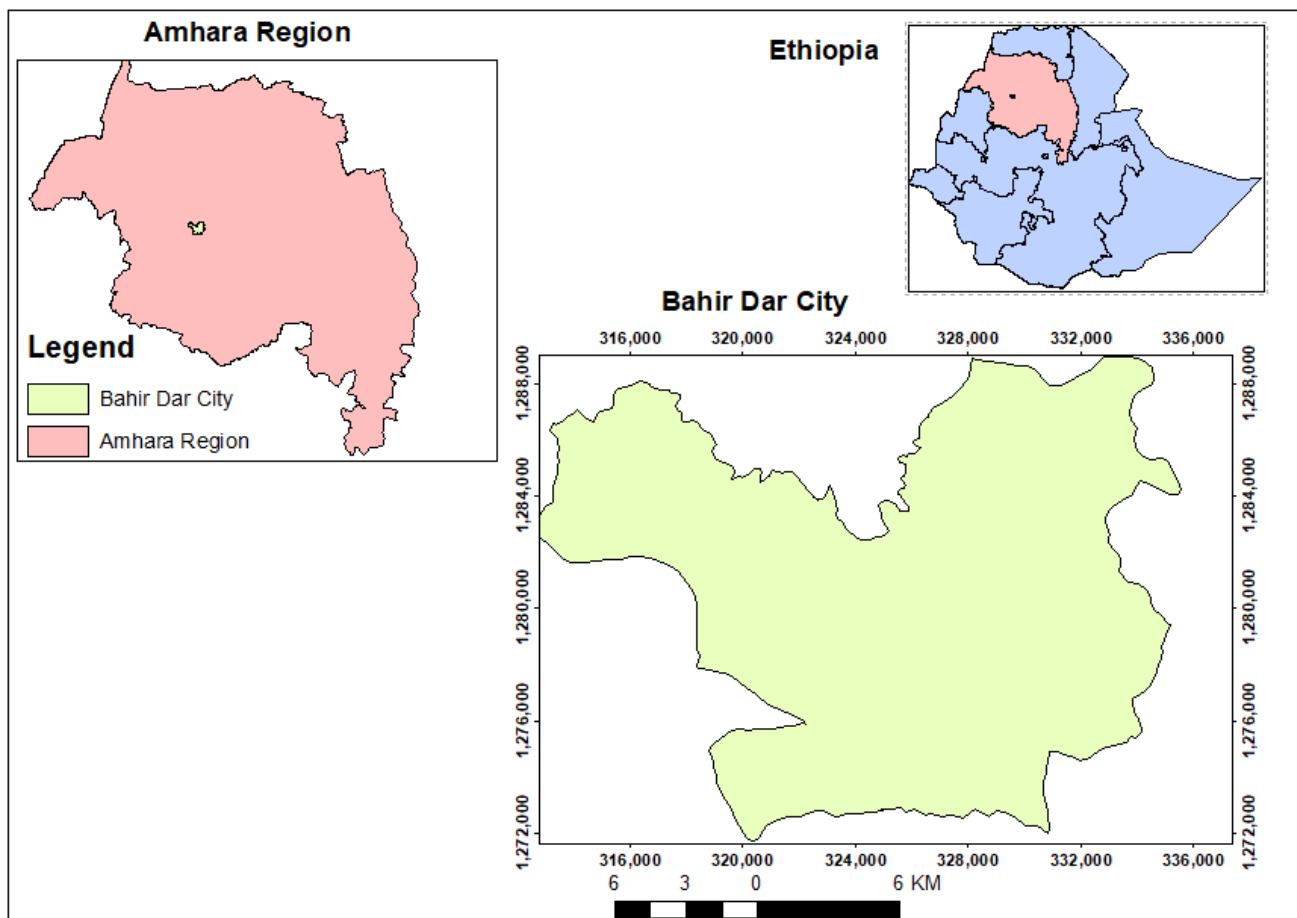 Amhara Region
Ethiopia
Legend
Bahir Dar City
Amhara Region
Bahir Dar City
316,000 320,000 324,000 328,000 332,000 336,000
1,288,000 1,288,000
1,284,000 1,284,000
1,280,000 1,280,000
1,276,000 1,276,000
1,272,000 1,272,000
316,000 320,000 324,000 328,000 332,000 336,000
6 3 0 6 KM